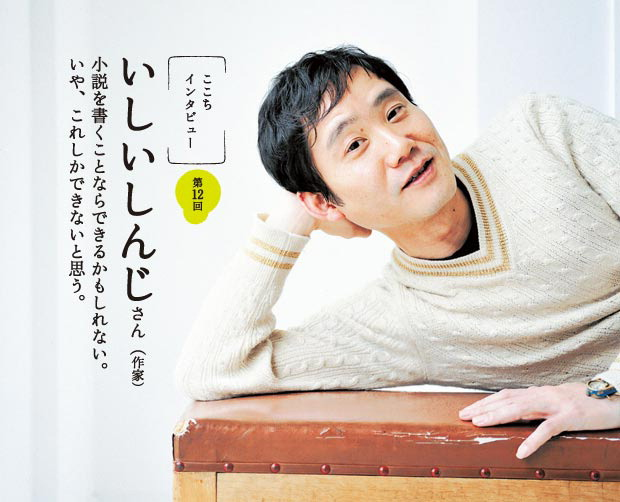 ここち
インタビュー
第12回
いしいしんじさん（作家）
小説を書くことならできるかもしれない。
いや、これしかできないと思う。